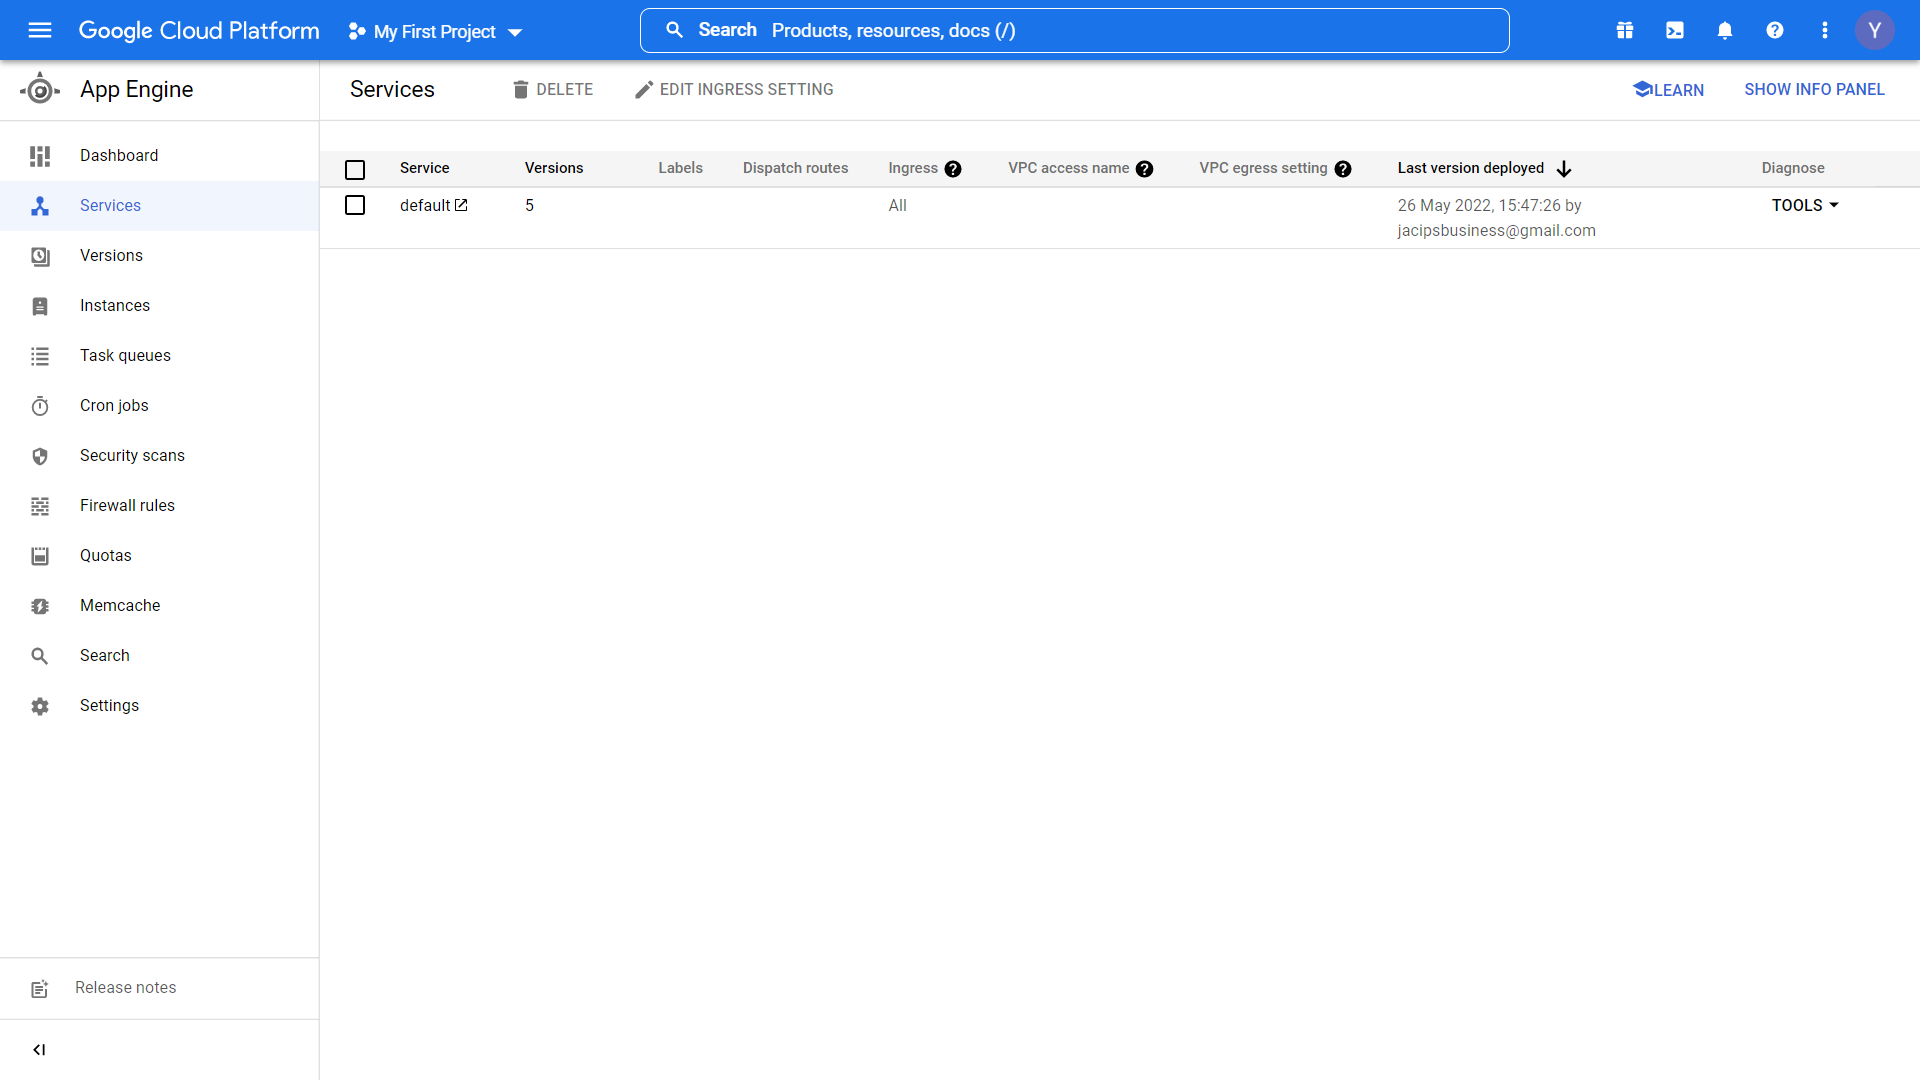 Google Cloud Platform
My First Project
Search Products, resources, docs (/)
Y
App Engine
Services
DELETE
EDIT INGRESS SETTING
LEARN
SHOW INFO PANEL
Dashboard
Services
Versions
Instances
Task queues
Cron jobs
Security scans
Firewall rules
Quotas
Memcache
Search
Settings
Release notes
Service Versions Labels Dispatch routes Ingress VPC access name VPC egress setting Last version deployed Diagnose
default 5 All 26 May 2022, 15:47:26 by TOOLS
jacipsbusiness@gmail.com